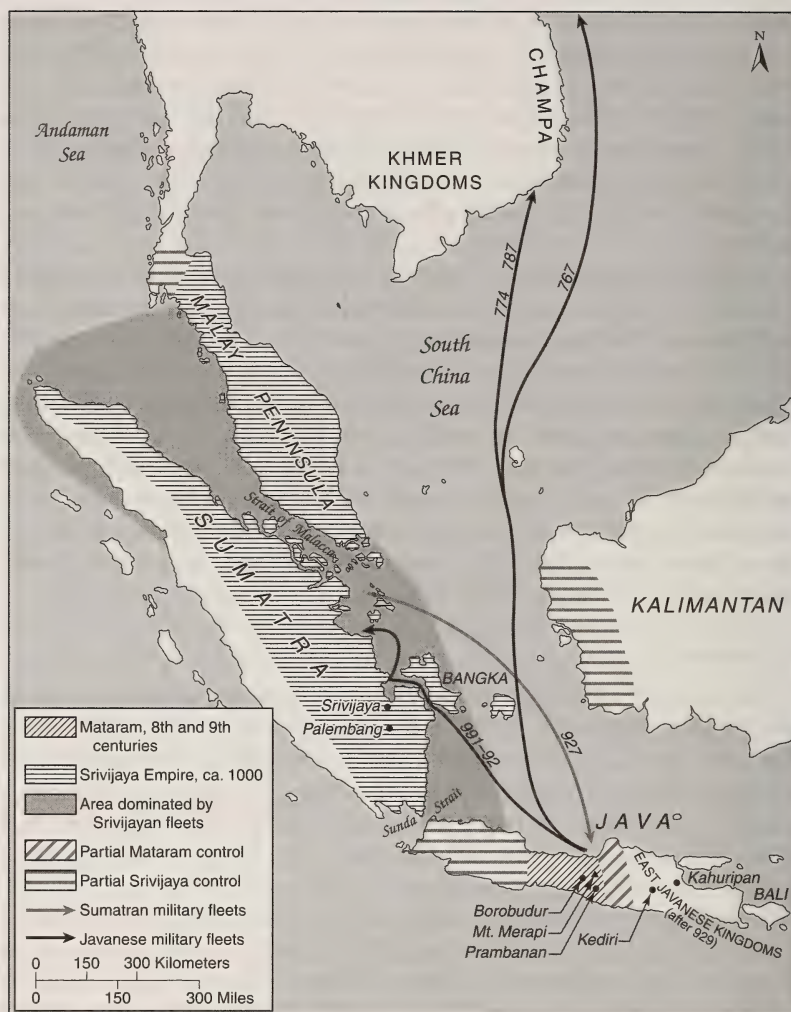 N
CHAMPA
Andaman
Sea
KHMER
KINGDOMS
774 787
767
MALAY
PENINSULA
South
China
Sea
Strait of Malacca
SUMATRA
KALIMANTAN
BANGKA
Srivijaya
Palembang
991–92
927
Sunda Strait
JAVA
Kahuripan
BALI
EAST JAVANESE KINGDOMS
(after 929)
Borobudur
Mt. Merapi
Prambanan
Kediri
Mataram, 8th and 9th
centuries
Srivijaya Empire, ca. 1000
Area dominated by
Srivijayan fleets
Partial Mataram control
Partial Srivijaya control
Sumatran military fleets
Javanese military fleets
0 150 300 Kilometers
0 150 300 Miles